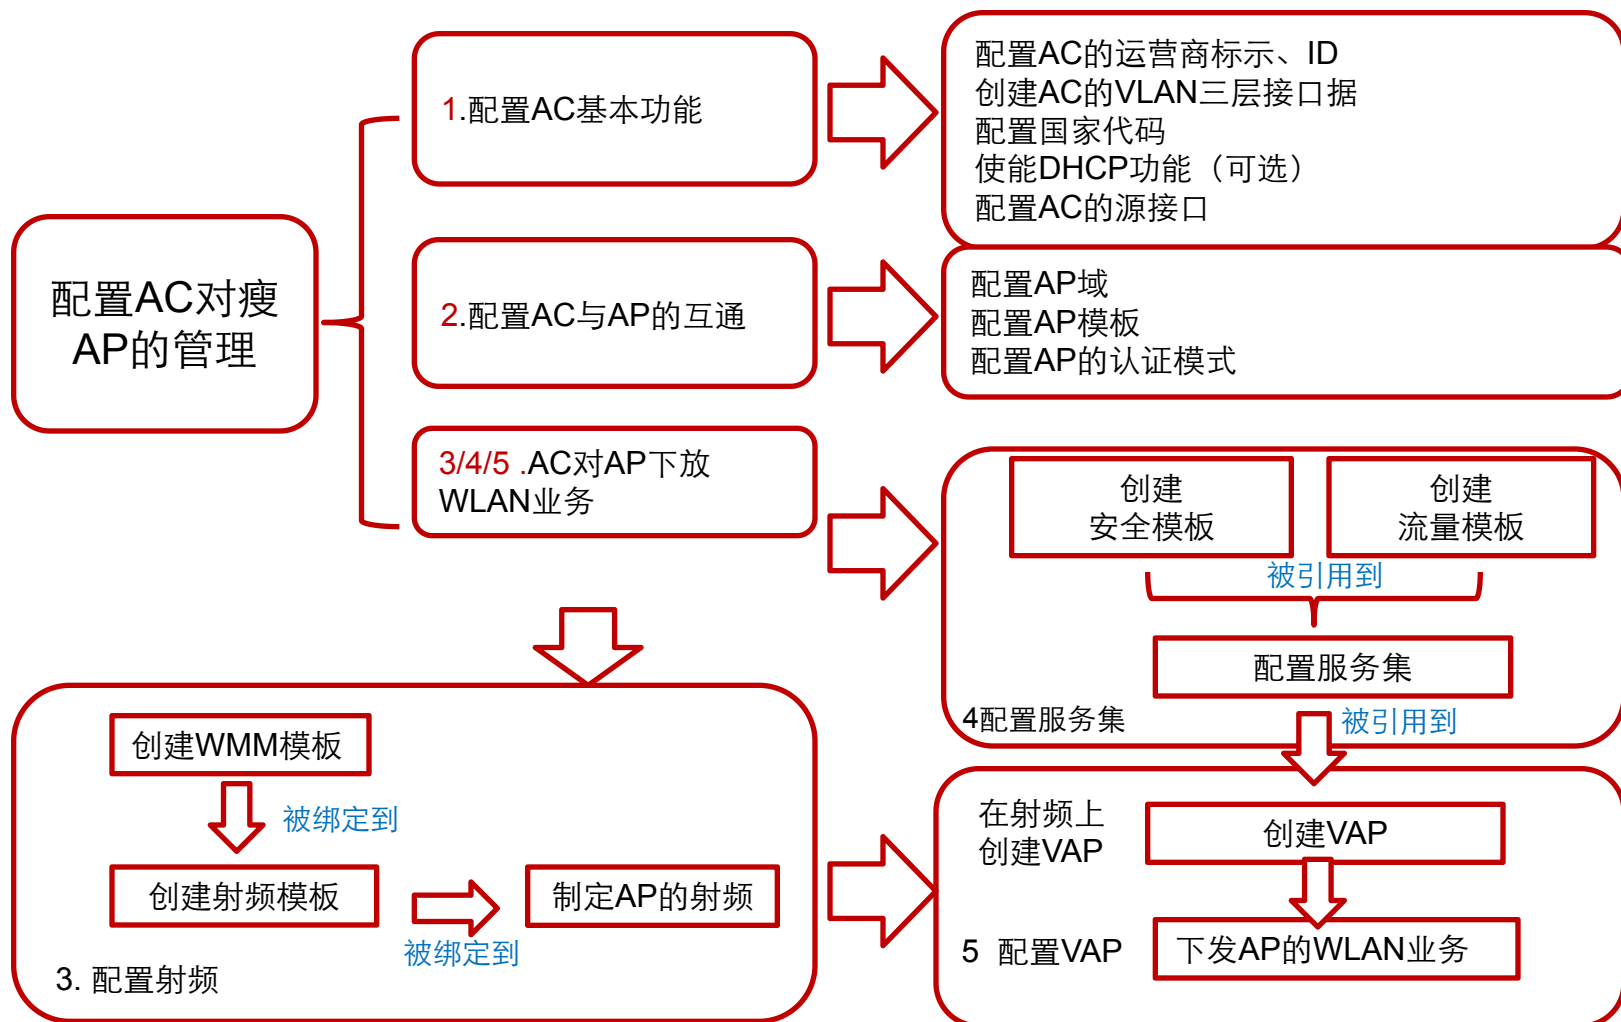 配置AC对瘦
AP的管理
1.配置AC基本功能
配置AC的运营商标示、ID
创建AC的VLAN三层接口据
配置国家代码
使能DHCP功能（可选）
配置AC的源接口
2.配置AC与AP的互通
配置AP域
配置AP模板
配置AP的认证模式
3/4/5 .AC对AP下放
WLAN业务
创建
安全模板
创建
流量模板
被引用到
配置服务集
4配置服务集
被引用到
创建WMM模板
被绑定到
创建射频模板
被绑定到
制定AP的射频
3. 配置射频
在射频上
创建VAP
创建VAP
5 配置VAP
下发AP的WLAN业务